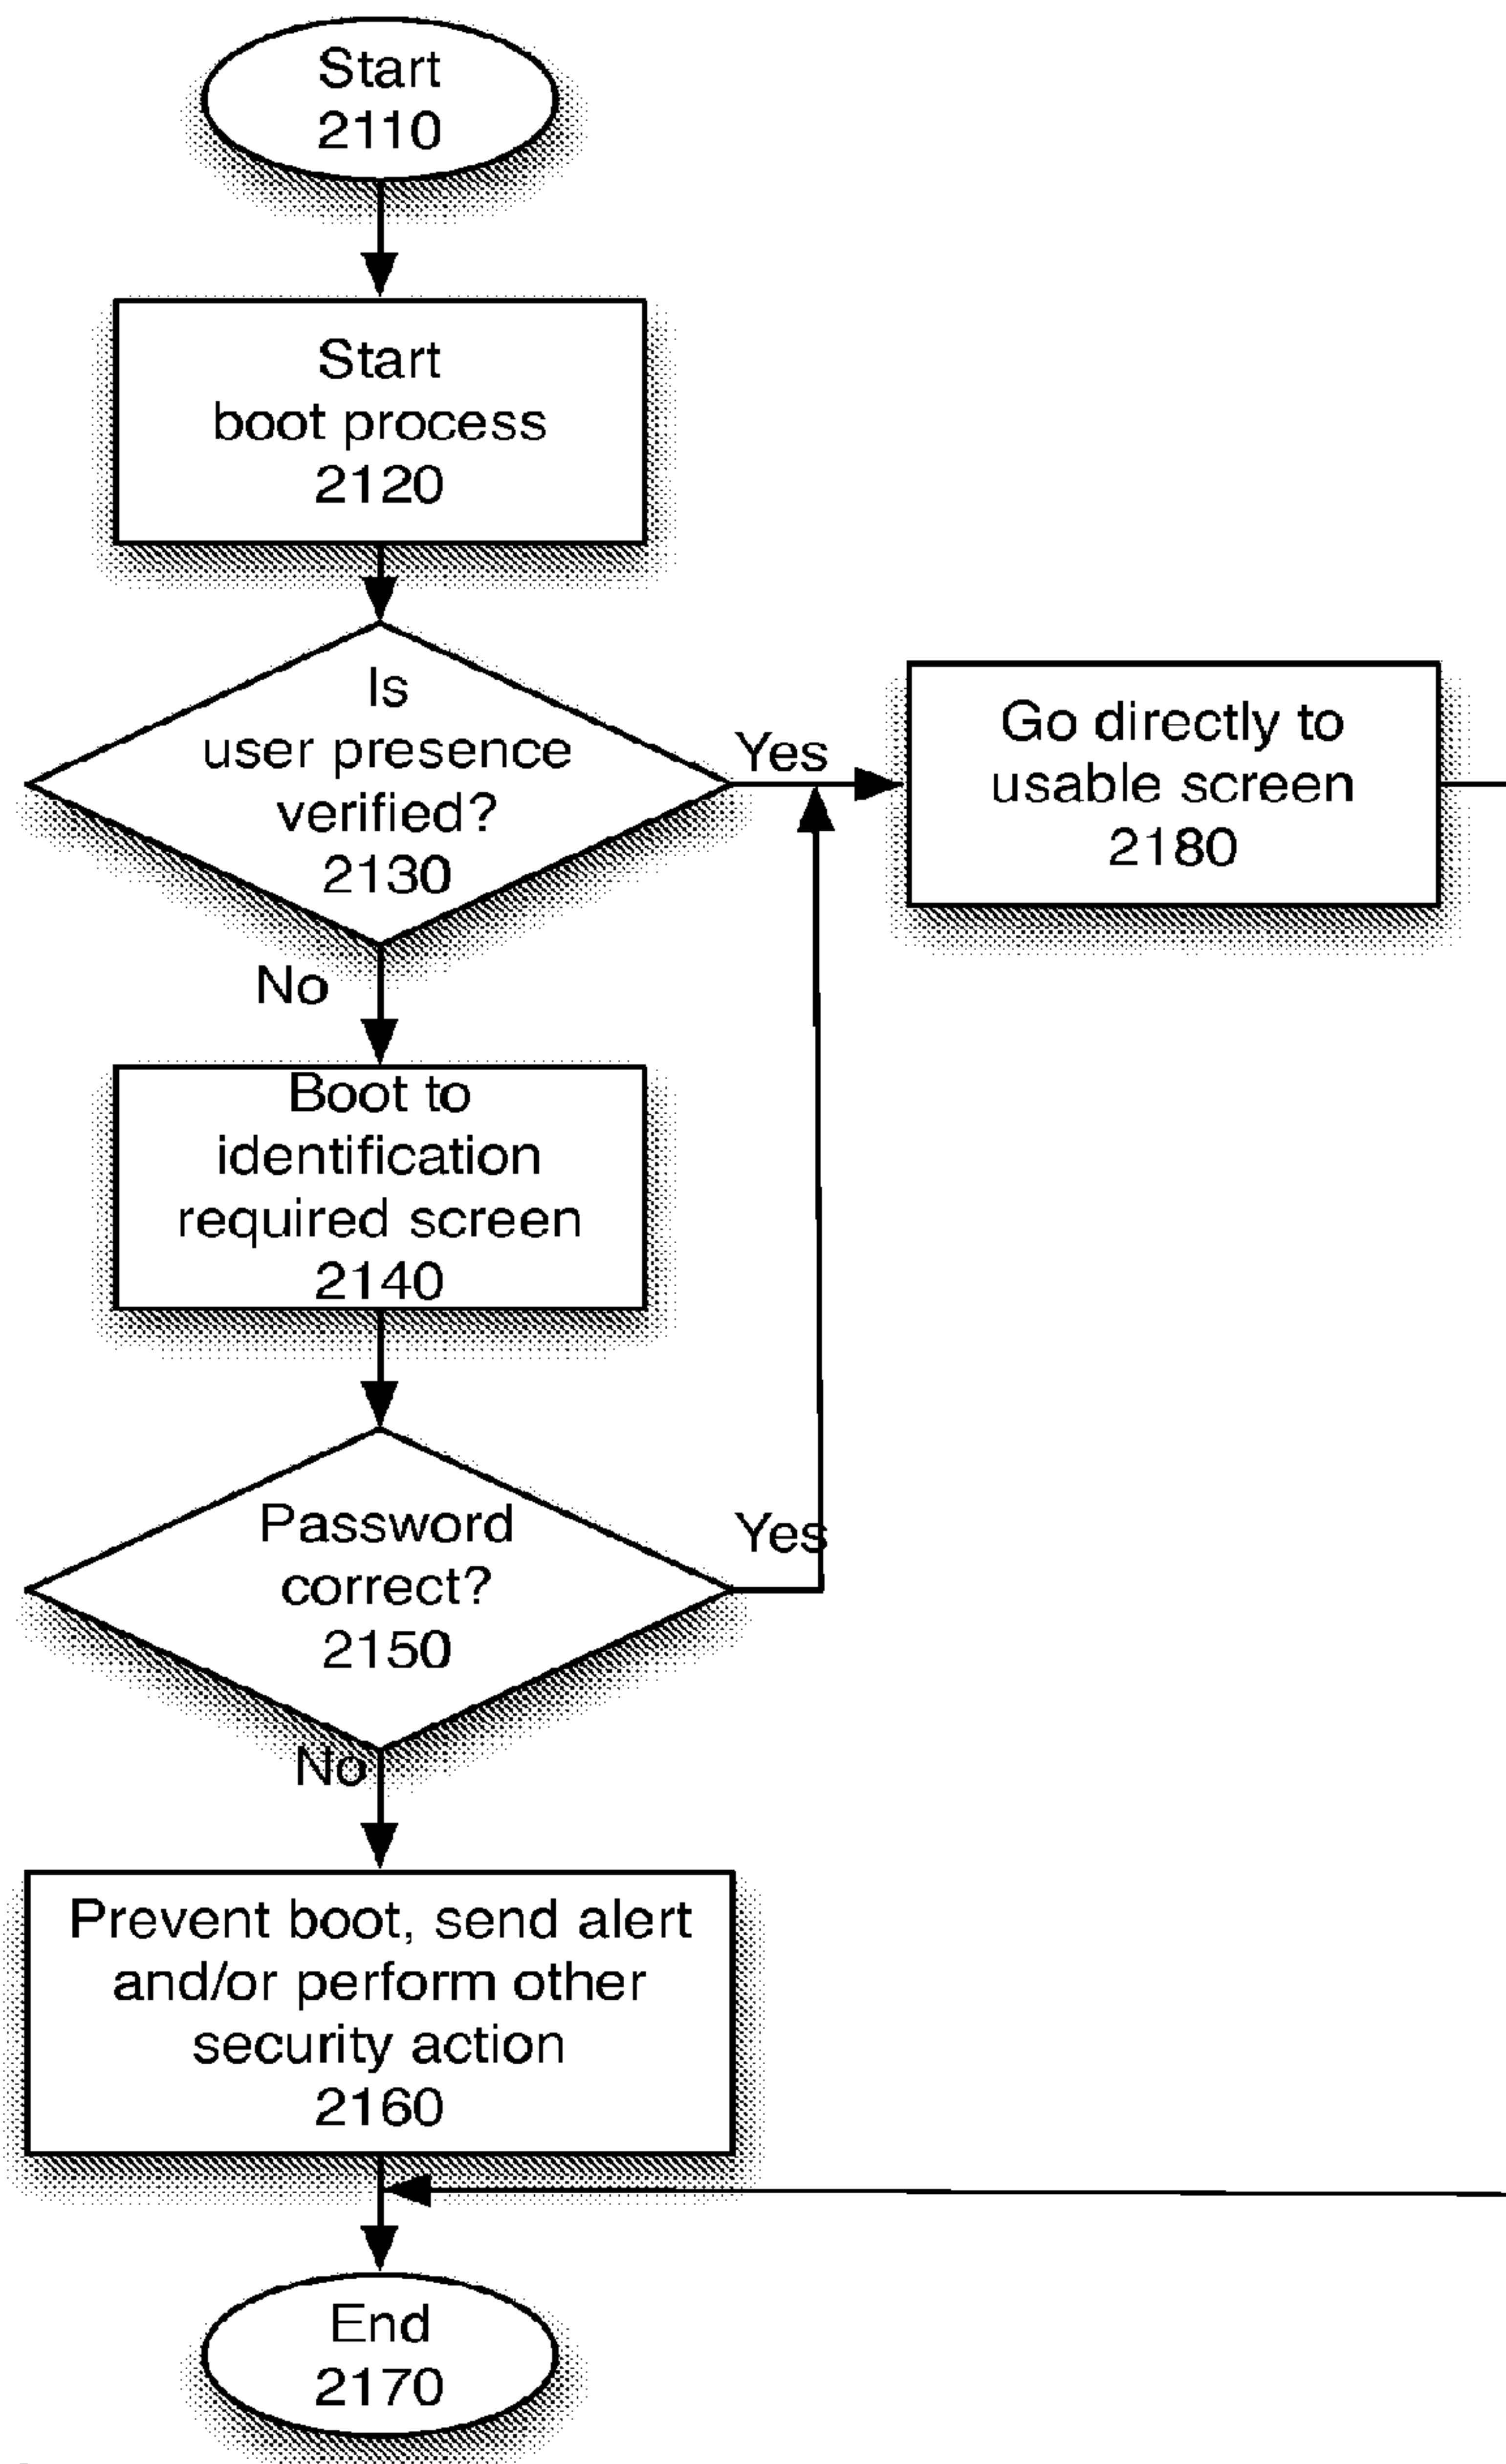 Start
2110
Start
boot process
2120
Is
user presence
verified?
2130
Yes
Go directly to
usable screen
2180
No
Boot to
identification
required screen
2140
Password
correct?
2150
Yes
No
Prevent boot, send alert
and/or perform other
security action
2160
End
2170